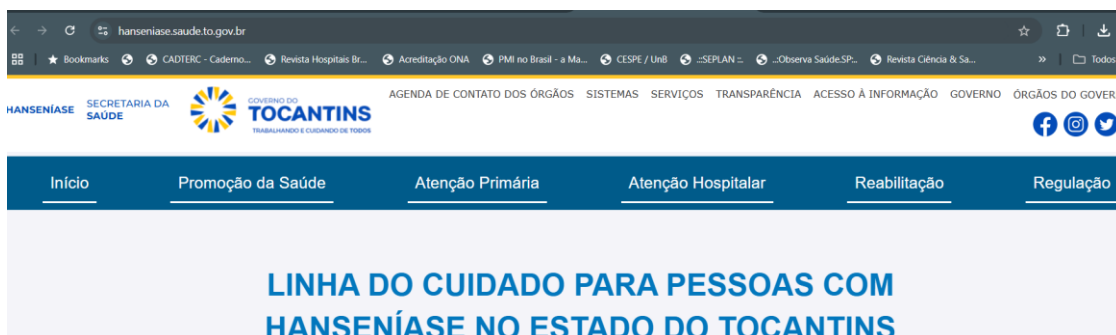 hanseniase.saude.to.gov.br
Bookmarks CADTERC - Caderno... Revista Hospitais Br... Acreditação ONA PMI no Brasil - a Ma... CESPE / UnB .::SEPLAN ::. ..:Observa Saúde.SP:.. Revista Ciência & Sa... » Todos
HANSENÍASE SECRETARIA DA SAÚDE
GOVERNO DO
TOCANTINS
TRABALHANDO E CUIDANDO DE TODOS
AGENDA DE CONTATO DOS ÓRGÃOS SISTEMAS SERVIÇOS TRANSPARÊNCIA ACESSO À INFORMAÇÃO GOVERNO ÓRGÃOS DO GOVER
Início Promoção da Saúde Atenção Primária Atenção Hospitalar Reabilitação Regulação
LINHA DO CUIDADO PARA PESSOAS COM
HANSENÍASE NO ESTADO DO TOCANTINS